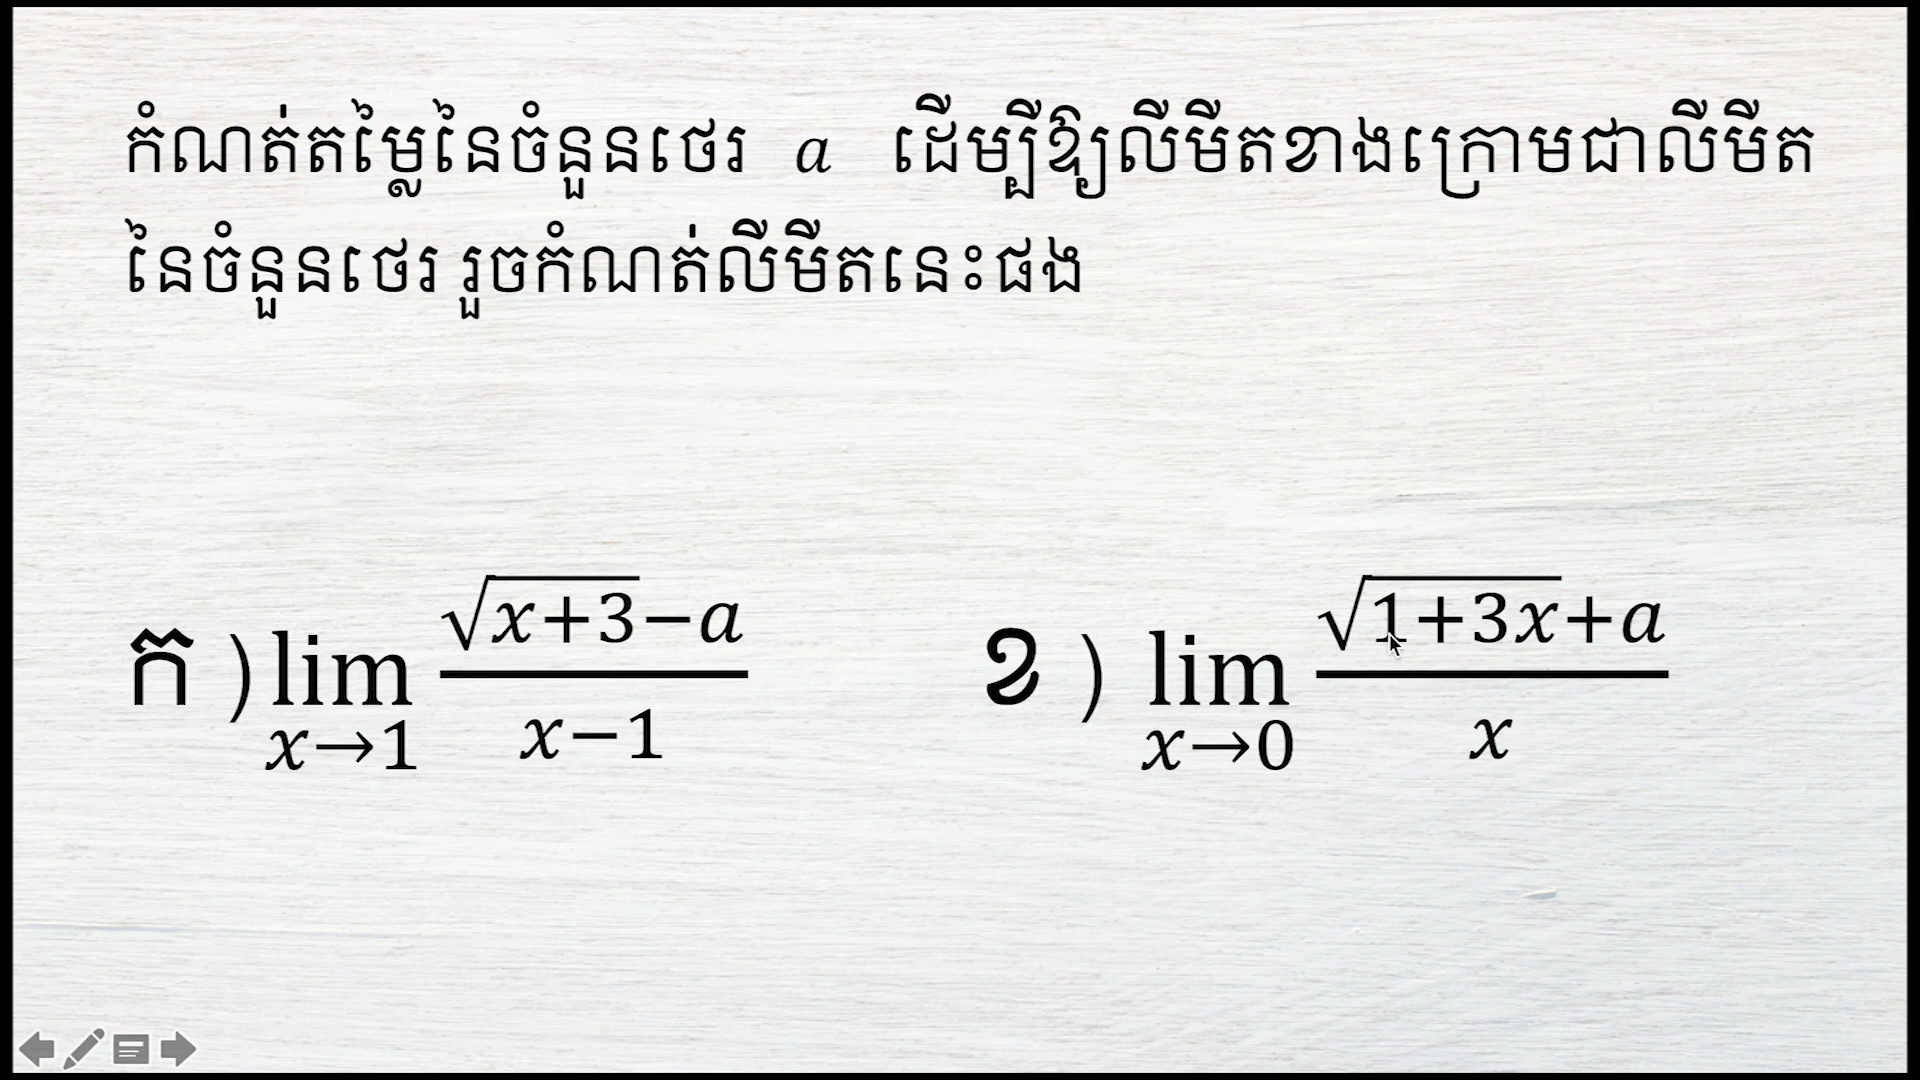 កំណត់តម្លៃនៃចំនួនថេរ a ដើម្បីឱ្យលីមីតខាងក្រោមជាលីមីត
នៃចំនួនថេរ រួចកំណត់លីមីតនេះផង
ក ) lim x→1 (√(x+3)−a)/(x−1)
ខ ) lim x→0 (√(1+3x)+a)/x